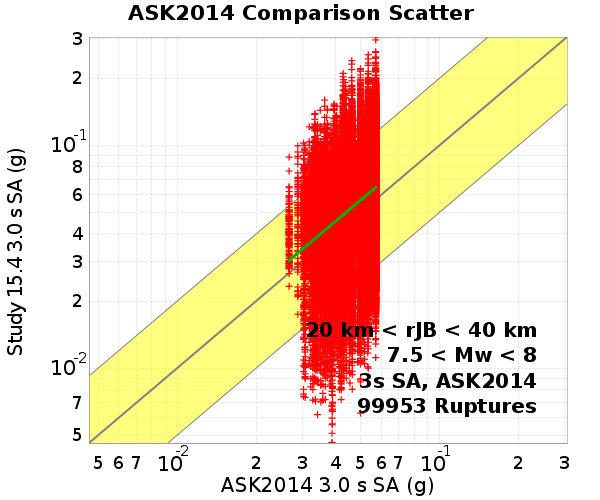 ASK2014 Comparison Scatter
Study 15.4 3.0 s SA (g)
3
2
10-1
8
6
4
3
2
10-2
7
5
20 km < rJB < 40 km
7.5 < Mw < 8
3s SA, ASK2014
99953 Ruptures
5 6 7 10-2 2 3 4 5 6 7 10-1 2 3
ASK2014 3.0 s SA (g)